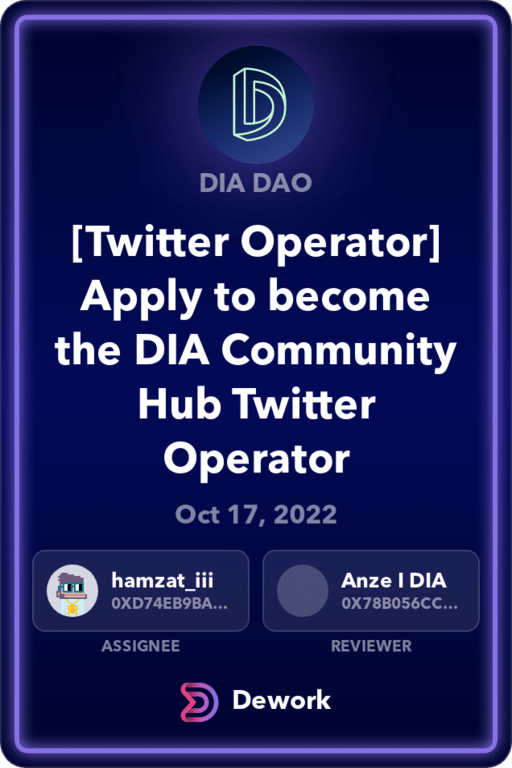 DIA DAO
[Twitter Operator]
Apply to become
the DIA Community
Hub Twitter
Operator
Oct 17, 2022
hamzat_iii
0XD74EB9BA...
ASSIGNEE
Anze I DIA
0X78B056CC...
REVIEWER
Dework